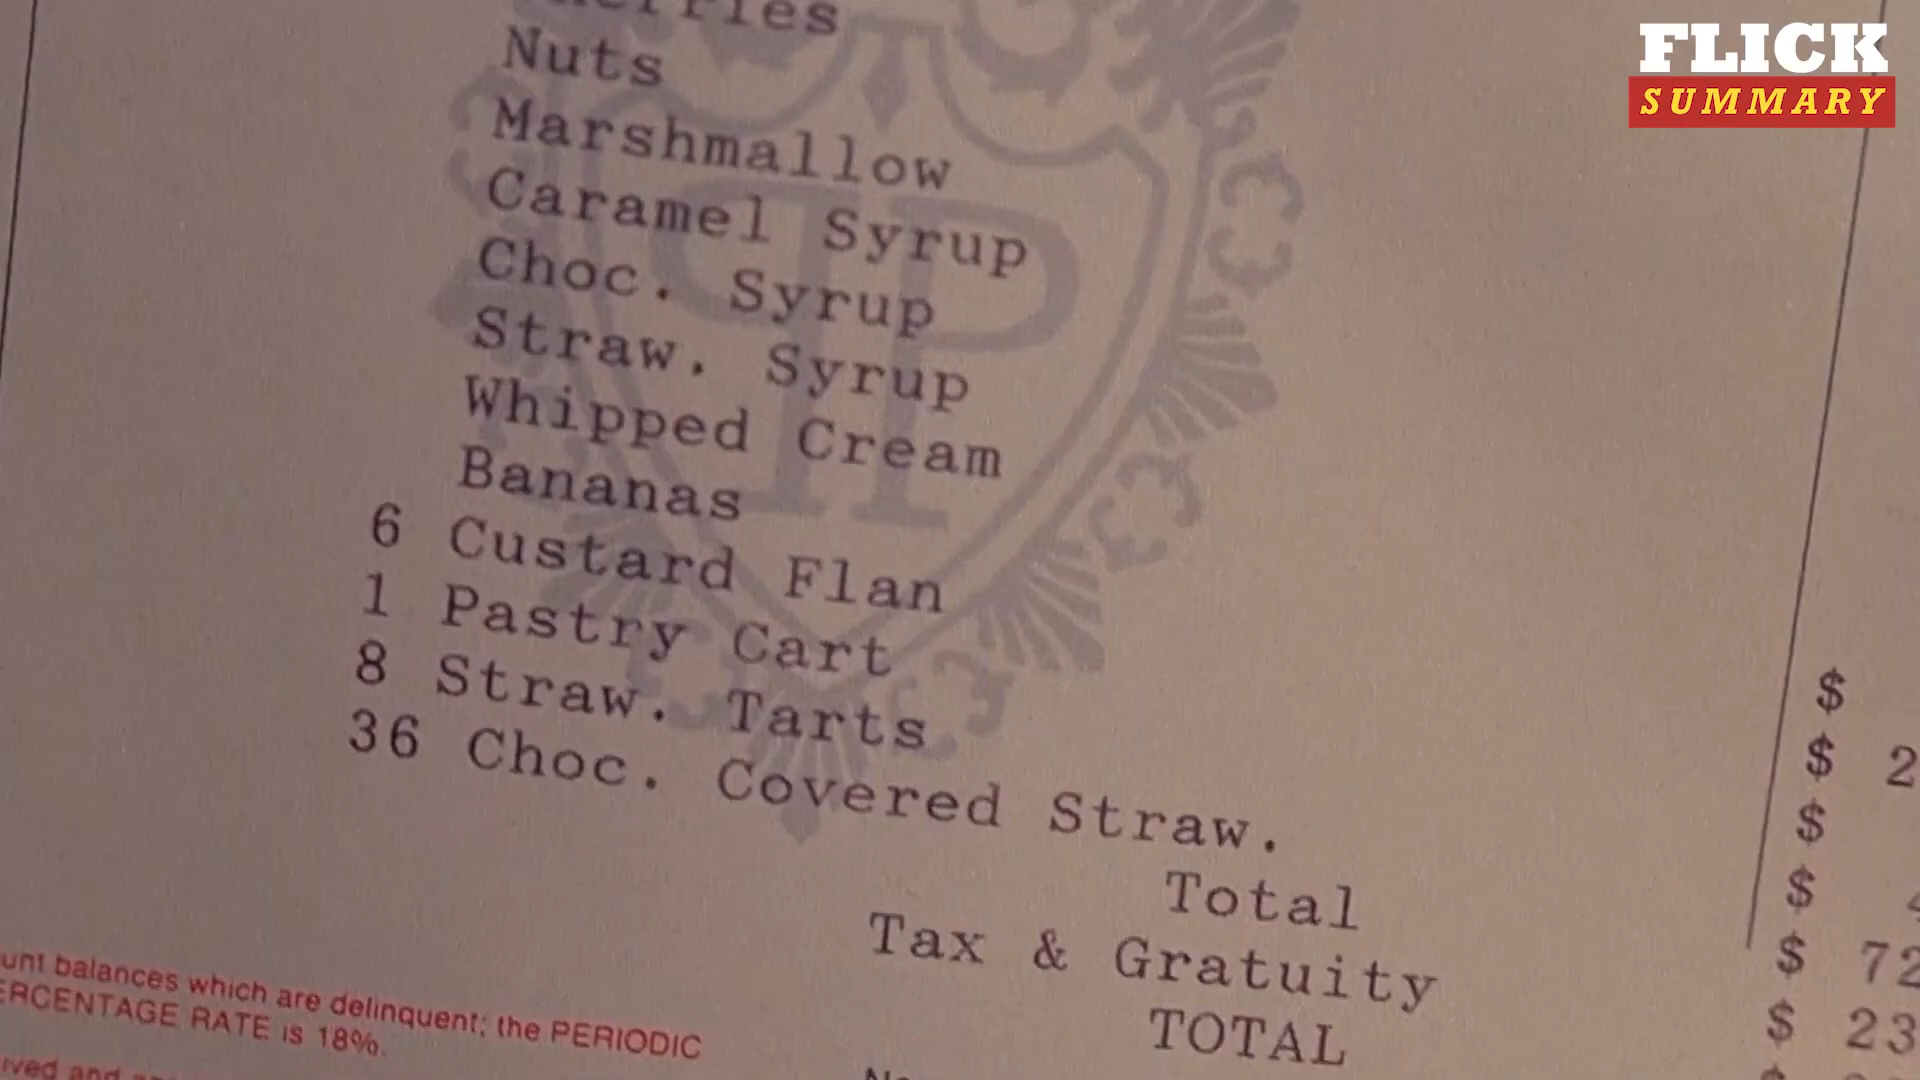 FLICK
SUMMARY
Nuts
Marshmallow
Caramel Syrup
Choc. Syrup
Straw. Syrup
Whipped Cream
Bananas
6 Custard Flan
1 Pastry Cart $
8 Straw. Tarts $ 2
36 Choc. Covered Straw. $
Total $
Tax & Gratuity $ 72
TOTAL $ 23
balances which are delinquent; the PERIODIC
RATE is 18%.
and